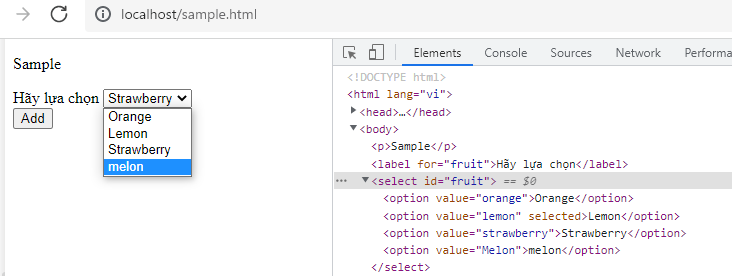 localhost/sample.html
Sample
Hãy lựa chọn Strawberry
Add
Orange
Lemon
Strawberry
melon
Elements Console Sources Network Performa
<!DOCTYPE html>
<html lang="vi">
<head>…</head>
<body>
<p>Sample</p>
<label for="fruit">Hãy lựa chọn</label>
… <select id="fruit"> == $0
<option value="orange">Orange</option>
<option value="lemon" selected>Lemon</option>
<option value="strawberry">Strawberry</option>
<option value="Melon">melon</option>
</select>